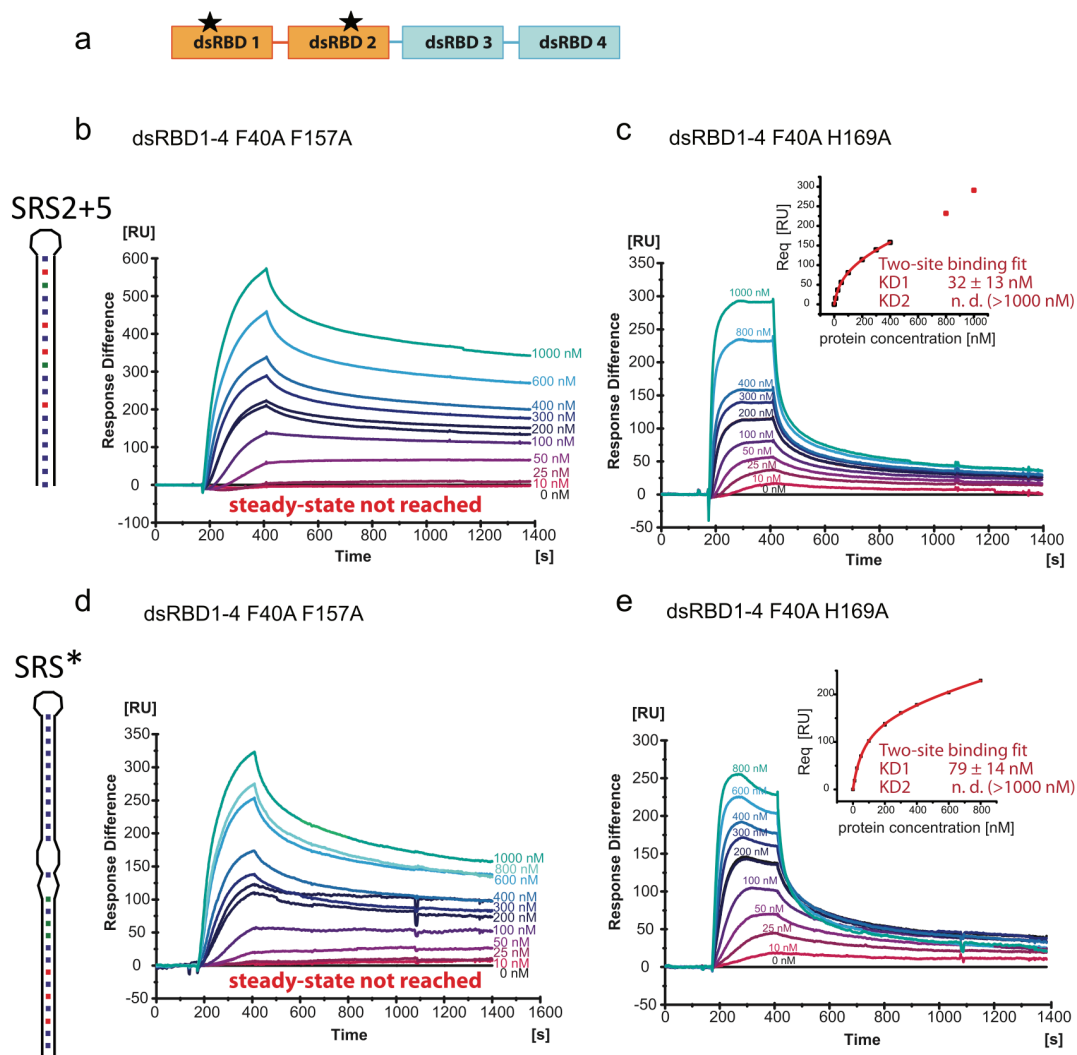 a
dsRBD 1
dsRBD 2
dsRBD 3
dsRBD 4
b
dsRBD1-4 F40A F157A
SRS2+5
[RU]
Response Difference
600
500
400
300
200
100
0
-100
0
200
400
600
800
1000
1200
1400
Time
[s]
1000 nM
600 nM
400 nM
300 nM
200 nM
100 nM
50 nM
25 nM
10 nM
0 nM
steady-state not reached
c
dsRBD1-4 F40A H169A
[RU]
Response Difference
350
300
250
200
150
100
50
0
-50
0
200
400
600
800
1000
1200
1400
Time
[s]
1000 nM
800 nM
400 nM
300 nM
200 nM
100 nM
50 nM
25 nM
10 nM
0 nM
Req [RU]
300
250
200
150
100
50
0
0
200
400
600
800
1000
protein concentration [nM]
Two-site binding fit
KD1 32 ± 13 nM
KD2 n. d. (>1000 nM)
d
dsRBD1-4 F40A F157A
SRS*
[RU]
Response Difference
350
300
250
200
150
100
50
0
-50
0
200
400
600
800
1000
1200
1400
1600
Time
[s]
1000 nM
800 nM
600 nM
400 nM
300 nM
200 nM
100 nM
50 nM
25 nM
10 nM
0 nM
steady-state not reached
e
dsRBD1-4 F40A H169A
[RU]
Response Difference
350
300
250
200
150
100
50
0
-50
0
200
400
600
800
1000
1200
1400
Time
[s]
800 nM
600 nM
400 nM
300 nM
200 nM
100 nM
50 nM
25 nM
10 nM
0 nM
Req [RU]
200
100
0
0
200
400
600
800
protein concentration [nM]
Two-site binding fit
KD1 79 ± 14 nM
KD2 n. d. (>1000 nM)